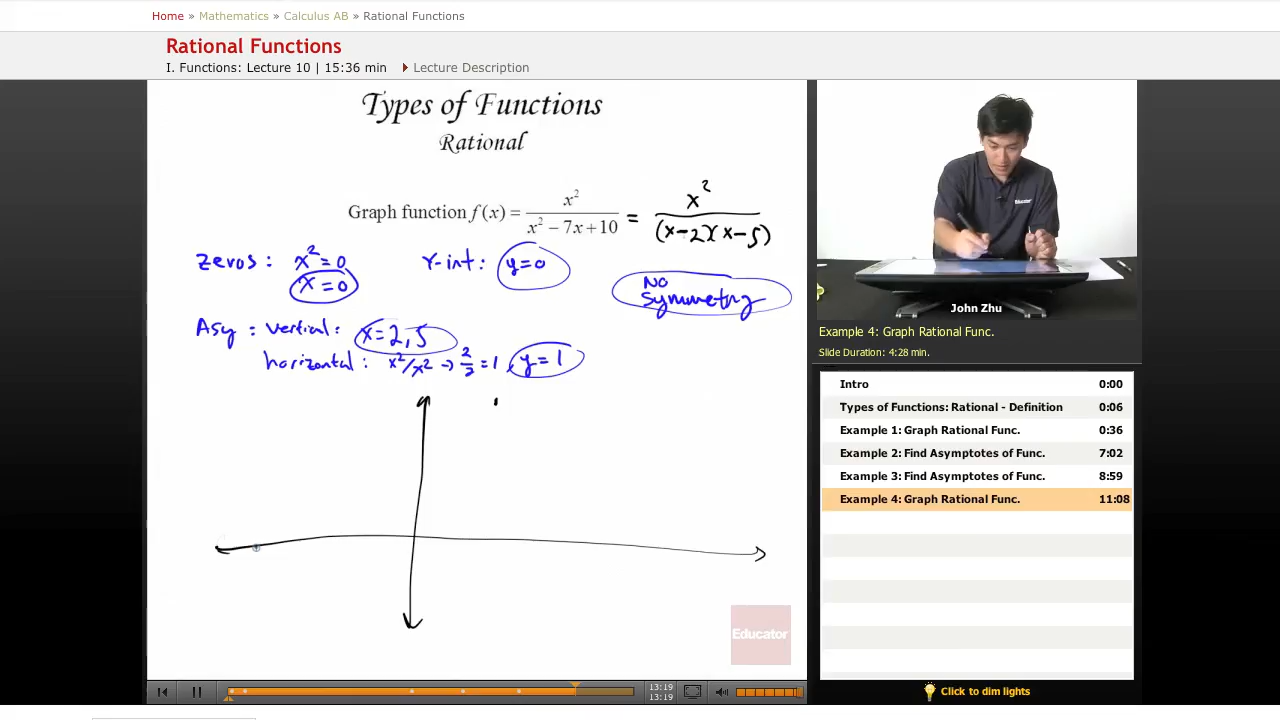 Home » Mathematics » Calculus AB » Rational Functions
Rational Functions
I. Functions: Lecture 10 | 15:36 min Lecture Description
Types of Functions
Rational
Graph function f(x) = x² / (x² − 7x + 10) = x² / (x−2)(x−5)
Zeros: x² = 0
x = 0
Y-int: y=0
No
Symmetry
Asy: Vertical: x=2,5
horizontal: x²/x² → 2/2 = 1, y=1
Educator
Educator
John Zhu
Example 4: Graph Rational Func.
Slide Duration: 4:28 min.
Intro 0:00
Types of Functions: Rational - Definition 0:06
Example 1: Graph Rational Func. 0:36
Example 2: Find Asymptotes of Func. 7:02
Example 3: Find Asymptotes of Func. 8:59
Example 4: Graph Rational Func. 11:08
13:19
13:19
Click to dim lights